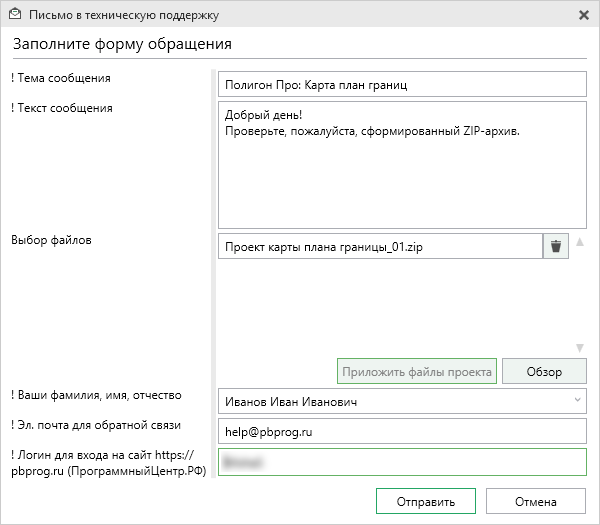 Письмо в техническую поддержку
Заполните форму обращения
! Тема сообщения
Полигон Про: Карта план границ
! Текст сообщения
Добрый день!
Проверьте, пожалуйста, сформированный ZIP-архив.
Выбор файлов
Проект карты плана границы_01.zip
Приложить файлы проекта
Обзор
! Ваши фамилия, имя, отчество
Иванов Иван Иванович
! Эл. почта для обратной связи
help@pbprog.ru
! Логин для входа на сайт https://
pbprog.ru (ПрограммныйЦентр.РФ)
Отправить
Отмена